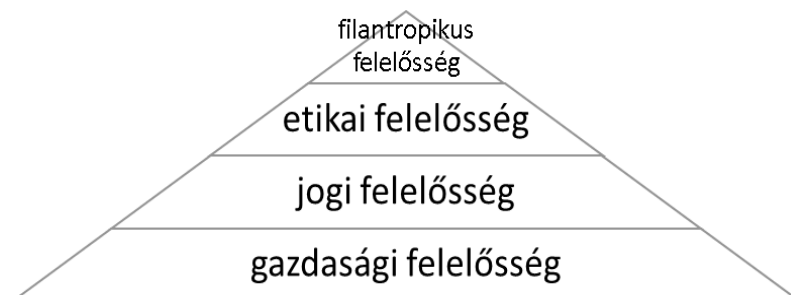 filantropikus
felelősség
etikai felelősség
jogi felelősség
gazdasági felelősség